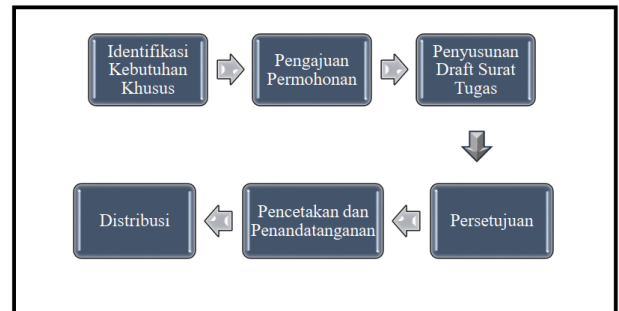 Identifikasi
Kebutuhan
Khusus
Pengajuan
Permohonan
Penyusunan
Draft Surat
Tugas
Persetujuan
Pencetakan dan
Penandatanganan
Distribusi